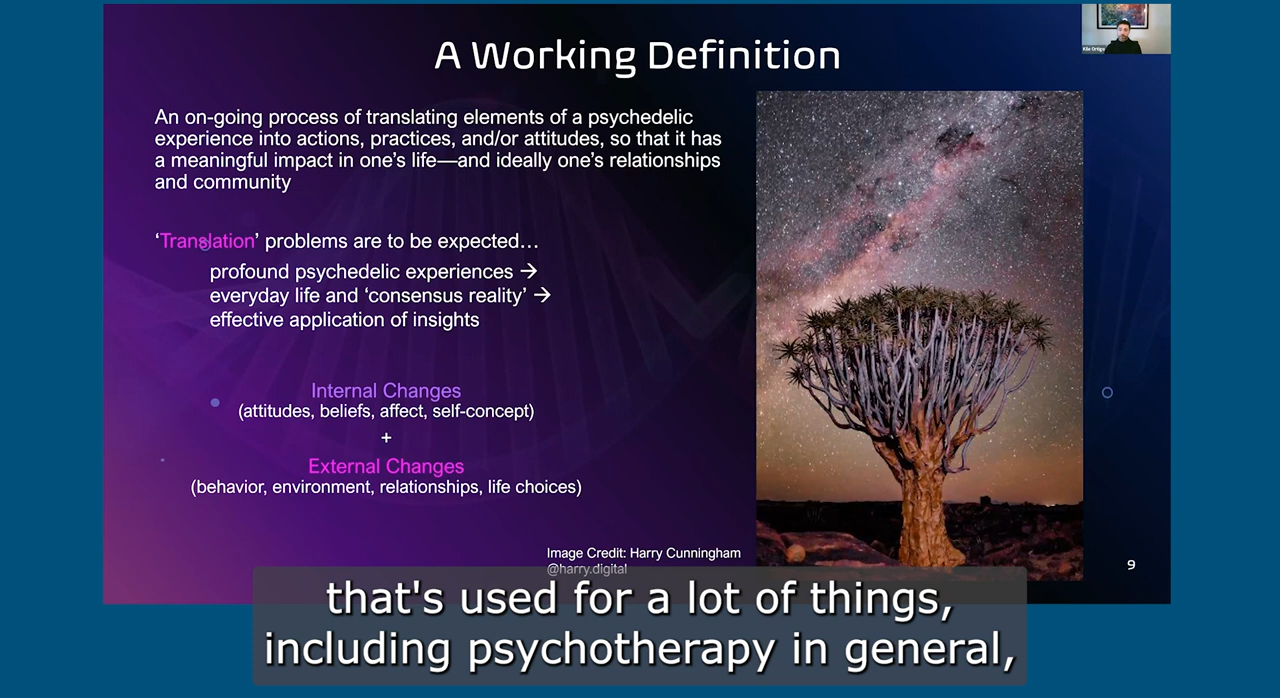 Kile Ortigo
A Working Definition
An on-going process of translating elements of a psychedelic
experience into actions, practices, and/or attitudes, so that it has
a meaningful impact in one’s life—and ideally one’s relationships
and community
‘Translation’ problems are to be expected…
profound psychedelic experiences →
everyday life and ‘consensus reality’ →
effective application of insights
Internal Changes
(attitudes, beliefs, affect, self-concept)
+
External Changes
(behavior, environment, relationships, life choices)
Image Credit: Harry Cunningham
@harry.digital
9
that's used for a lot of things,
including psychotherapy in general,